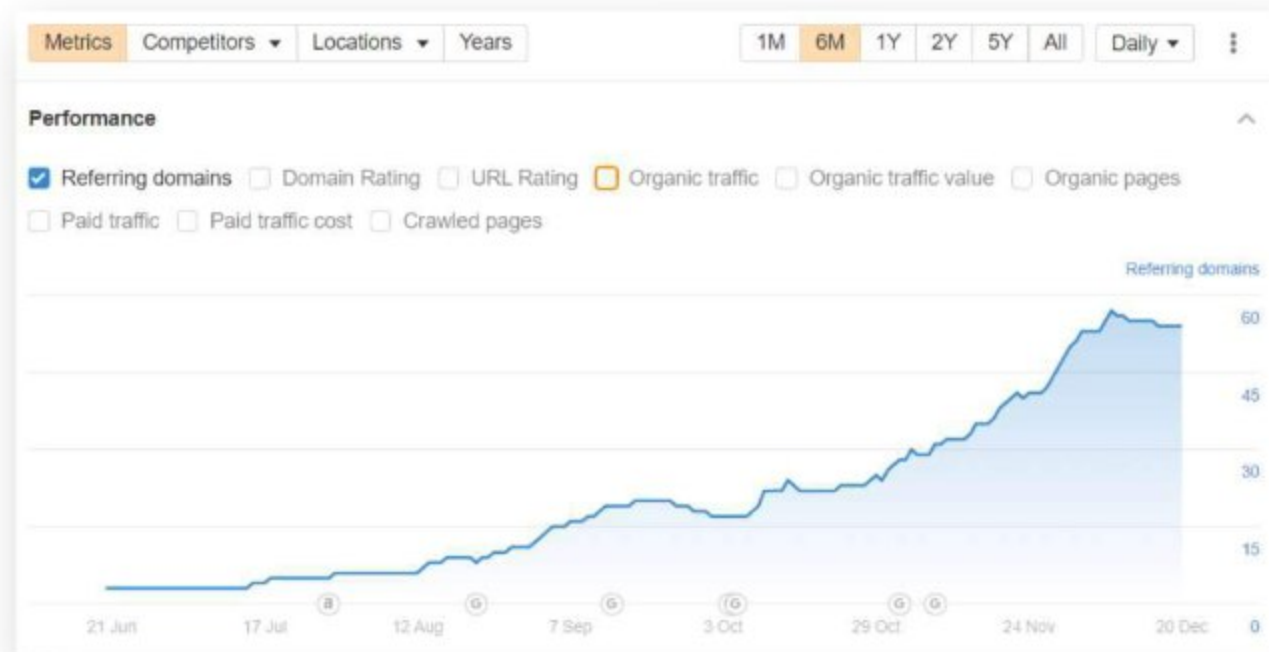 Metrics Competitors Locations Years 1M 6M 1Y 2Y 5Y All Daily
Performance
Referring domains Domain Rating URL Rating Organic traffic Organic traffic value Organic pages
Paid traffic Paid traffic cost Crawled pages
Referring domains
60
45
30
15
G G G G G
21 Jun 17 Jul 12 Aug 7 Sep 3 Oct 29 Oct 24 Nov 20 Dec 0